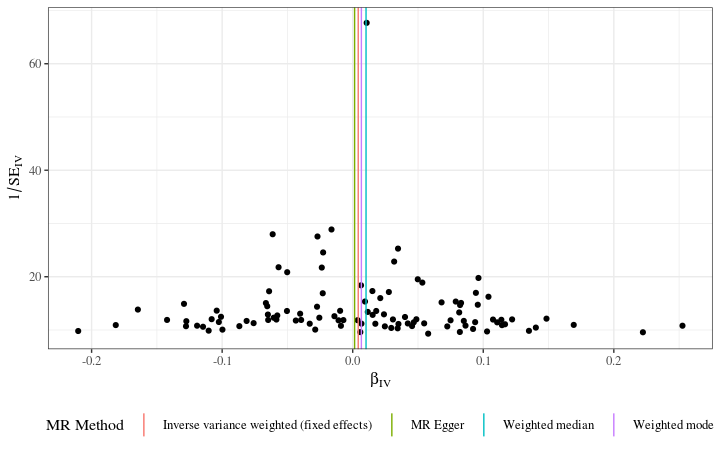 1/SE_IV
60
40
20
-0.2 -0.1 0.0 0.1 0.2
β_IV
MR Method Inverse variance weighted (fixed effects) MR Egger Weighted median Weighted mode